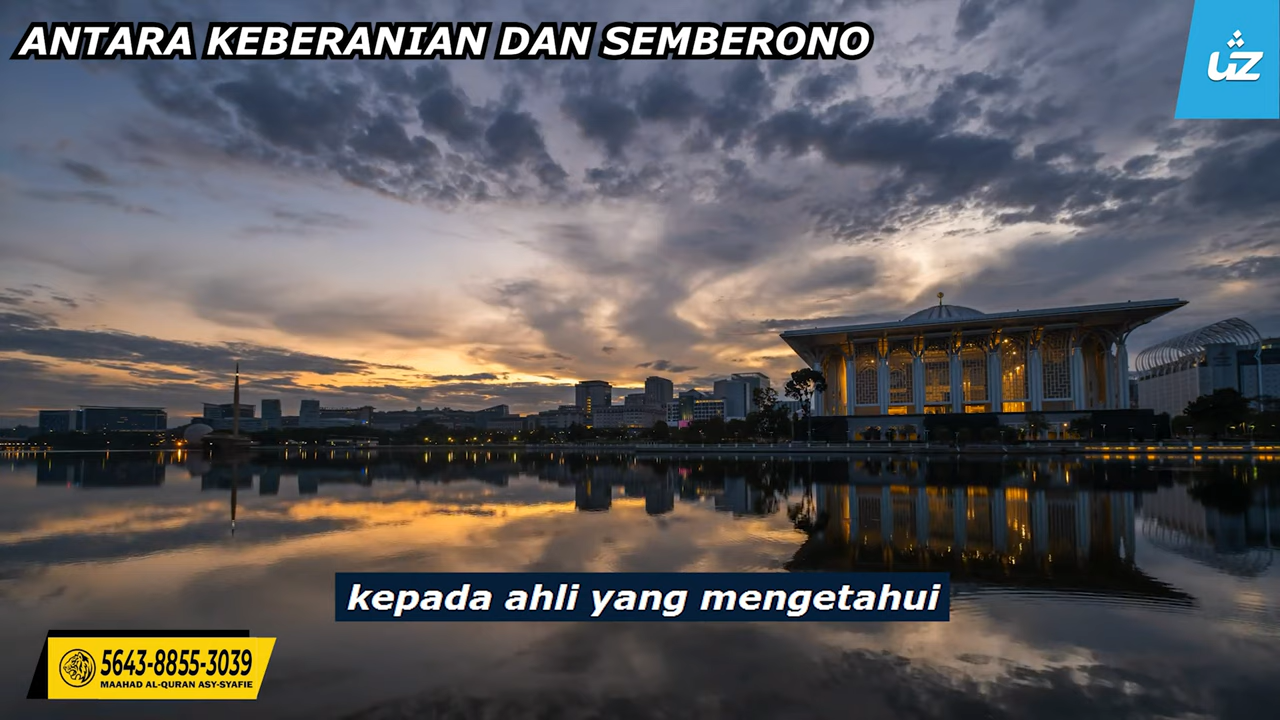 ANTARA KEBERANIAN DAN SEMBERONO
UZ
kepada ahli yang mengetahui
5643-8855-3039
MAAHAD AL-QURAN ASY-SYAFIE